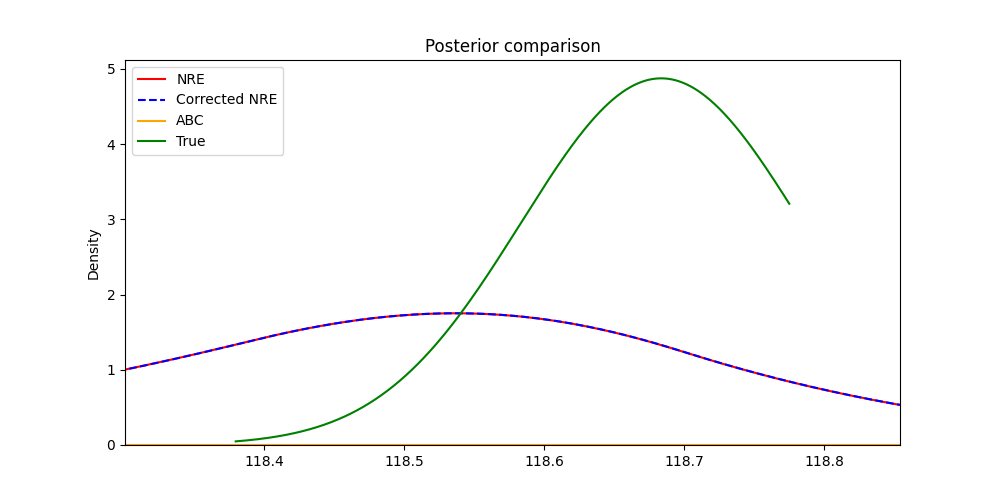 Posterior comparison
NRE
Corrected NRE
ABC
True
Density
5
4
3
2
1
0
118.4 118.5 118.6 118.7 118.8